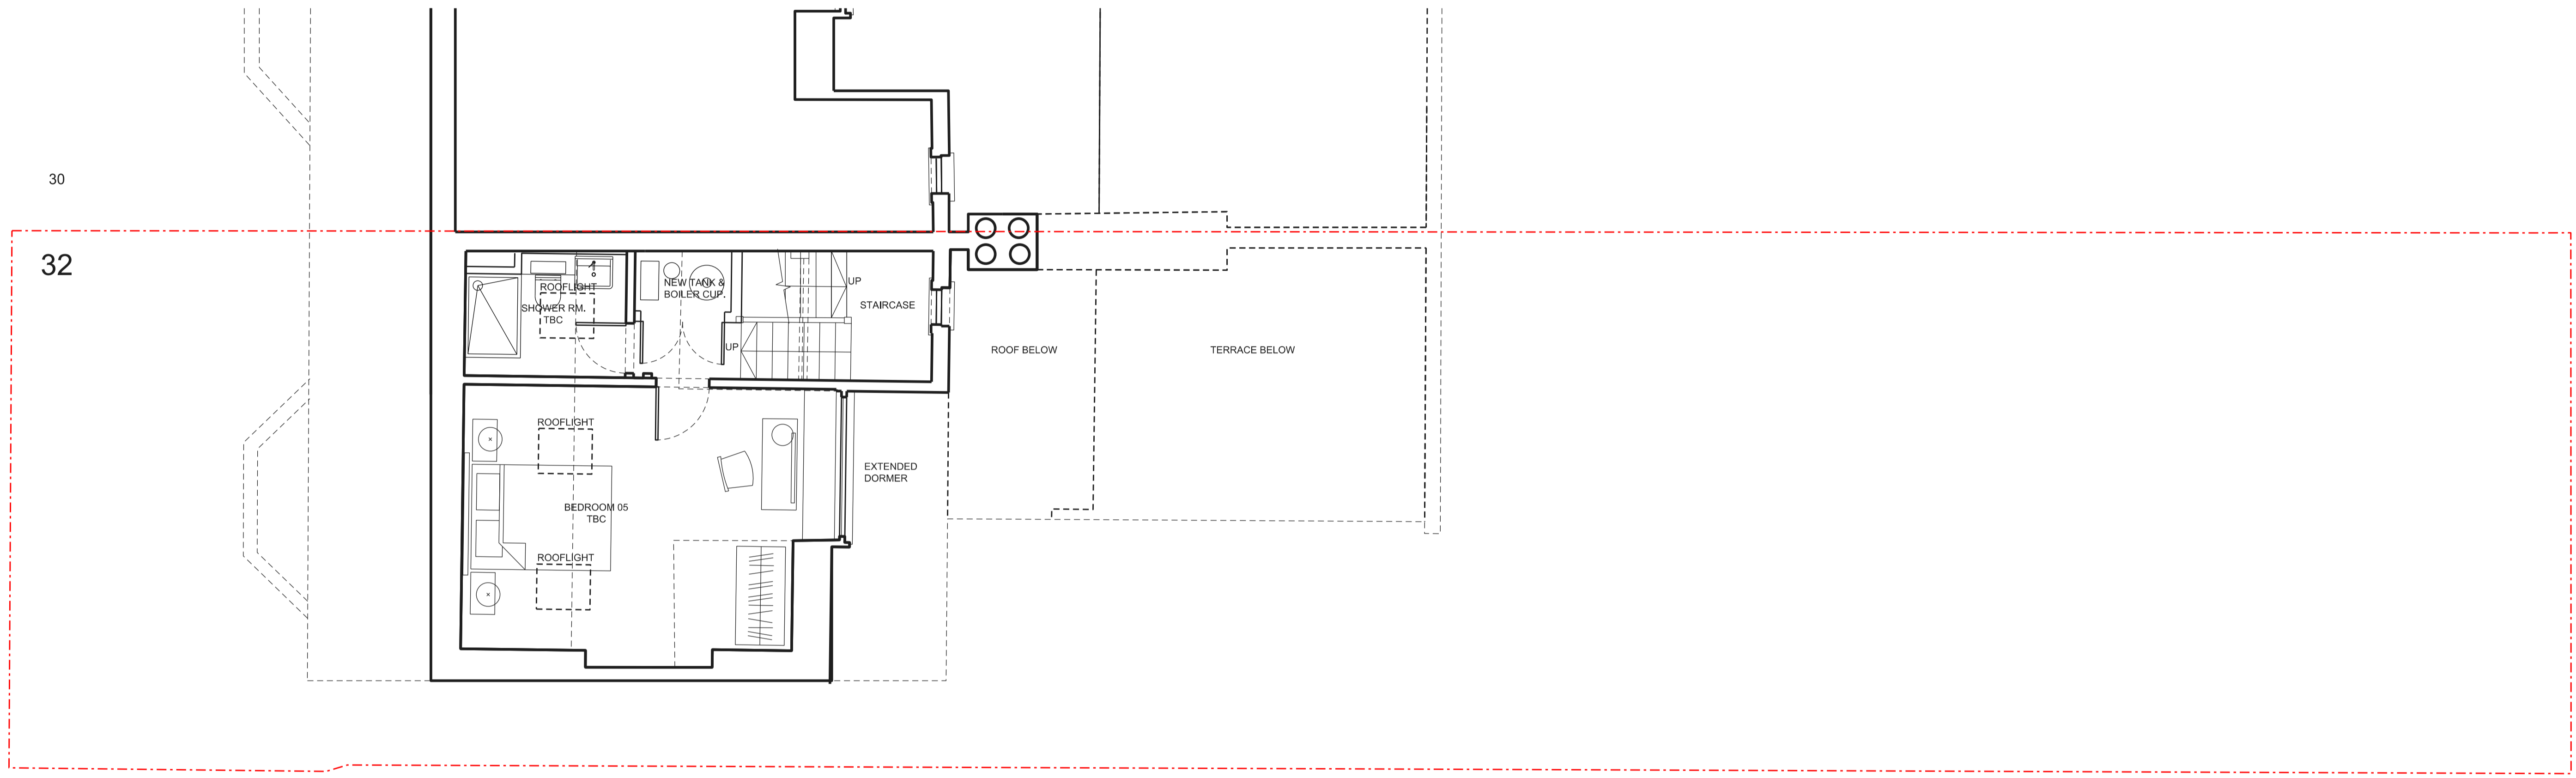 30
32
ROOFLIGHT
SHOWER RM.
TBC
NEW TANK &
BOILER CUP.
UP
STAIRCASE
UP
ROOF BELOW
TERRACE BELOW
ROOFLIGHT
EXTENDED
DORMER
BEDROOM 05
TBC
ROOFLIGHT